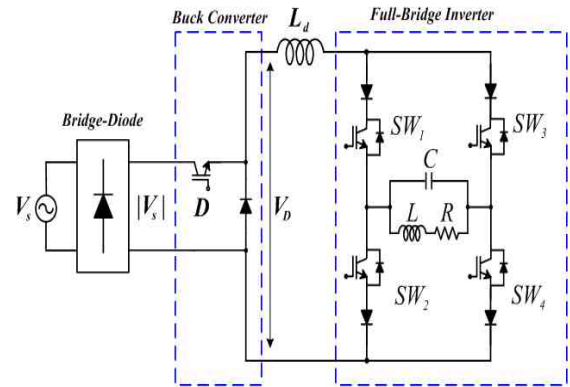 Buck Converter
L_d
Full-Bridge Inverter
Bridge-Diode
SW_1
SW_3
C
V_s
|V_s|
D
V_D
L
R
SW_2
SW_4